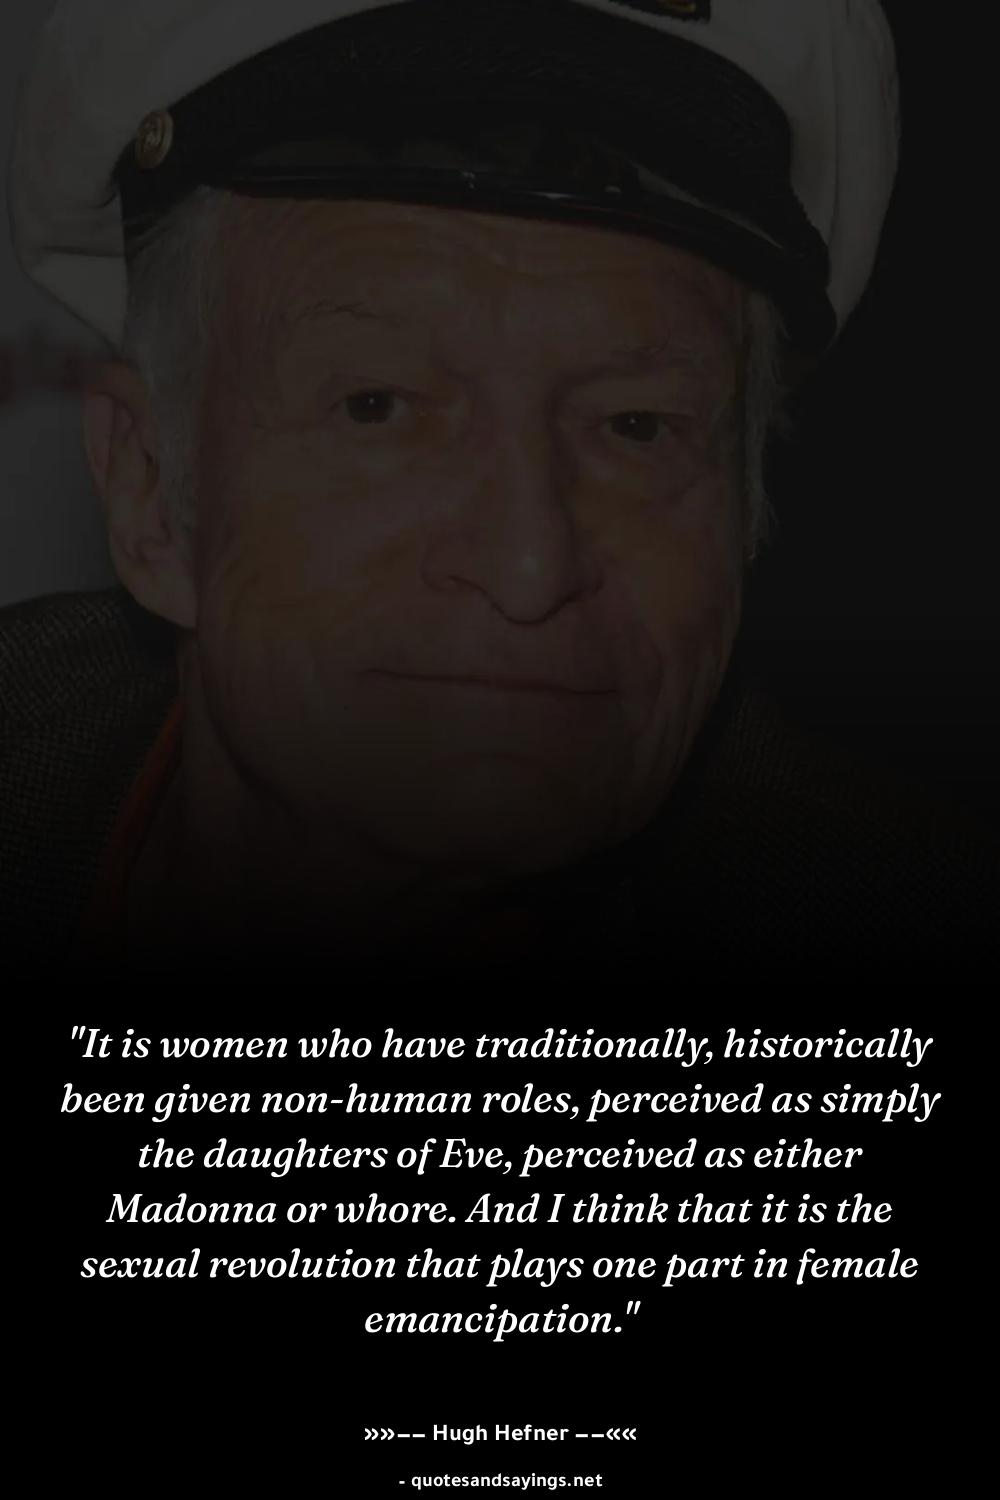 "It is women who have traditionally, historically
been given non-human roles, perceived as simply
the daughters of Eve, perceived as either
Madonna or whore. And I think that it is the
sexual revolution that plays one part in female
emancipation."
»»–– Hugh Hefner ––««
- quotesandsayings.net